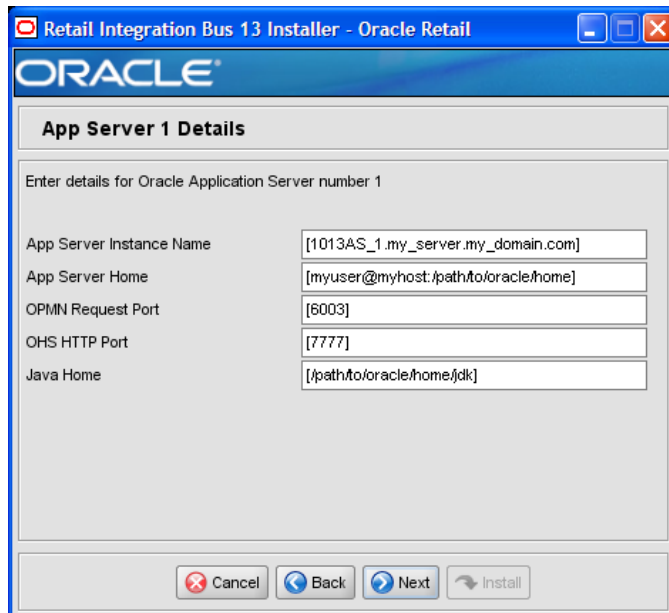 Retail Integration Bus 13 Installer - Oracle Retail
ORACLE®
App Server 1 Details
Enter details for Oracle Application Server number 1
App Server Instance Name [1013AS_1.my_server.my_domain.com]
App Server Home [myuser@myhost:/path/to/oracle/home]
OPMN Request Port [6003]
OHS HTTP Port [7777]
Java Home [/path/to/oracle/home/jdk]
Cancel Back Next Install